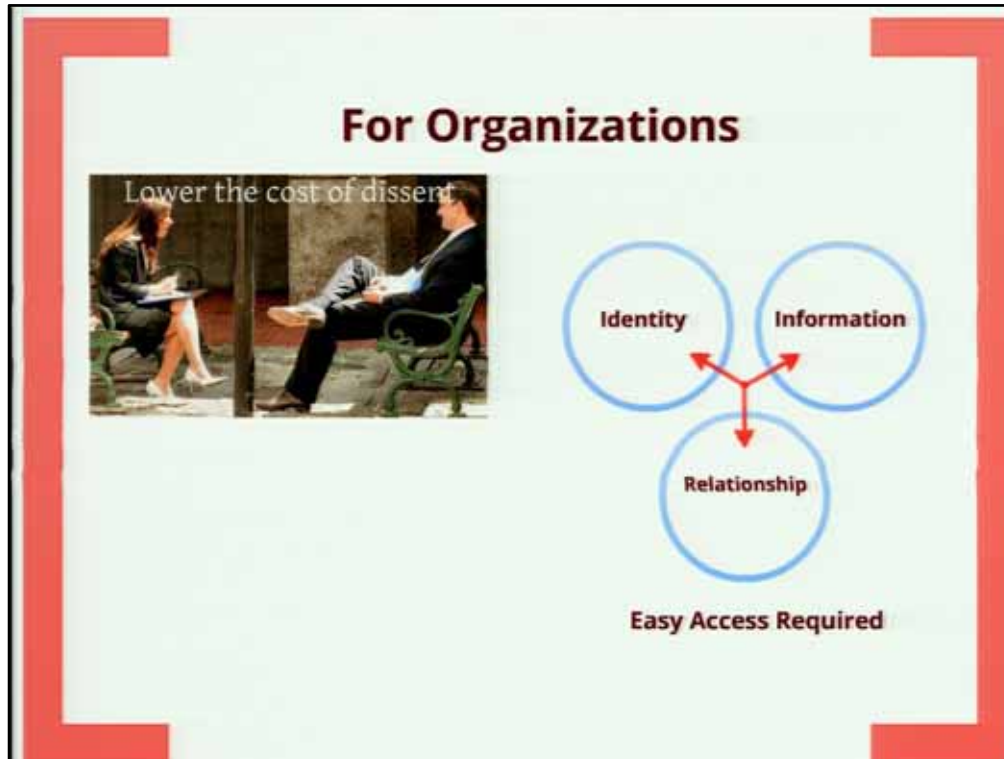 For Organizations
Lower the cost of dissent
Identity
Information
Relationship
Easy Access Required